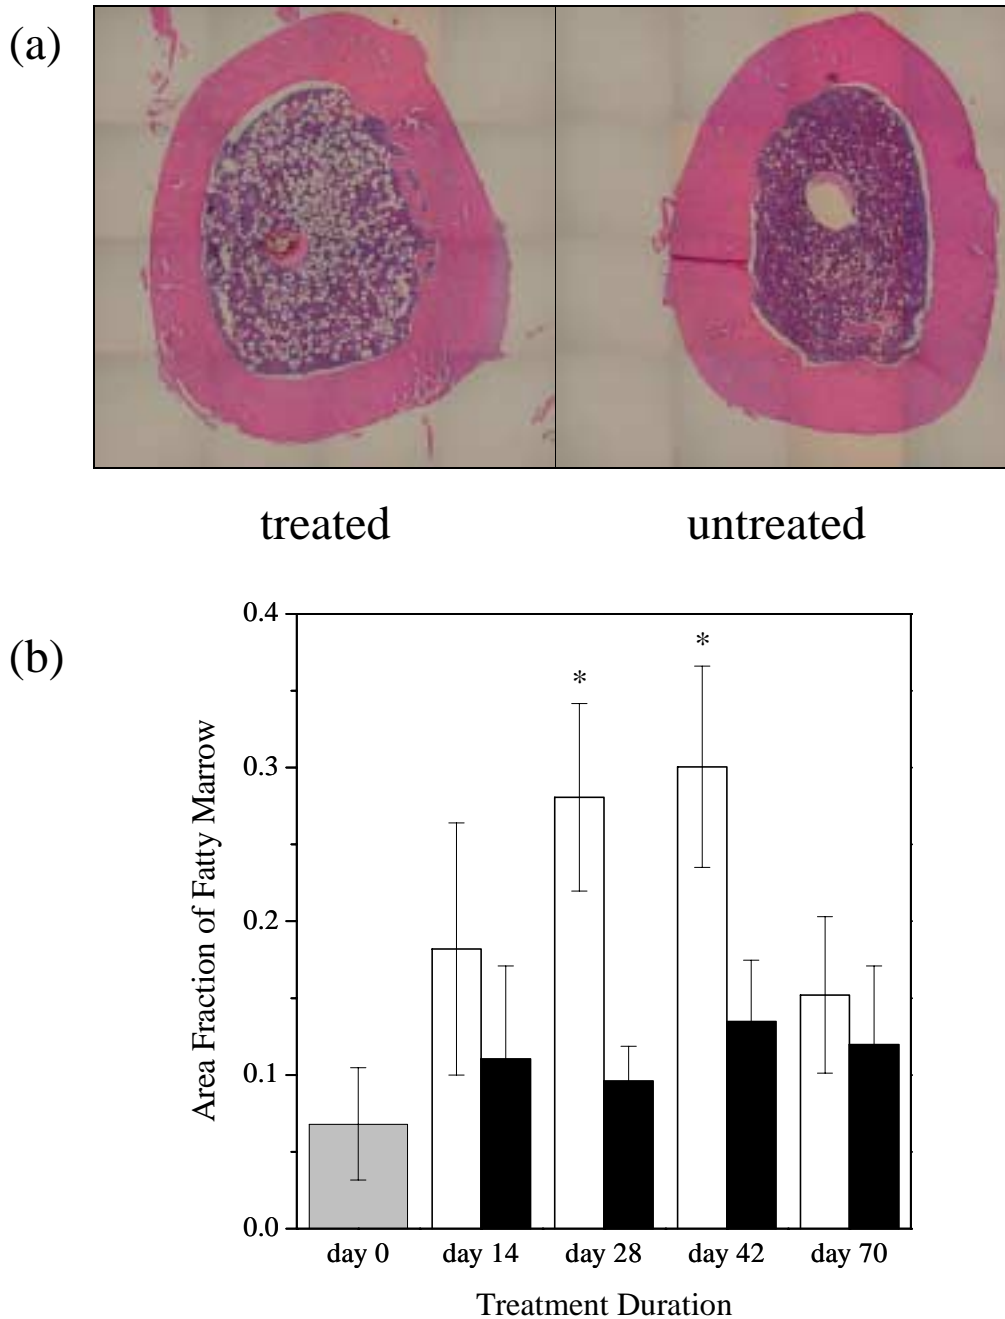 (a)
treated untreated
(b)
Area Fraction of Fatty Marrow
0.4
0.3
0.2
0.1
0.0
*
*
day 0 day 14 day 28 day 42 day 70
Treatment Duration